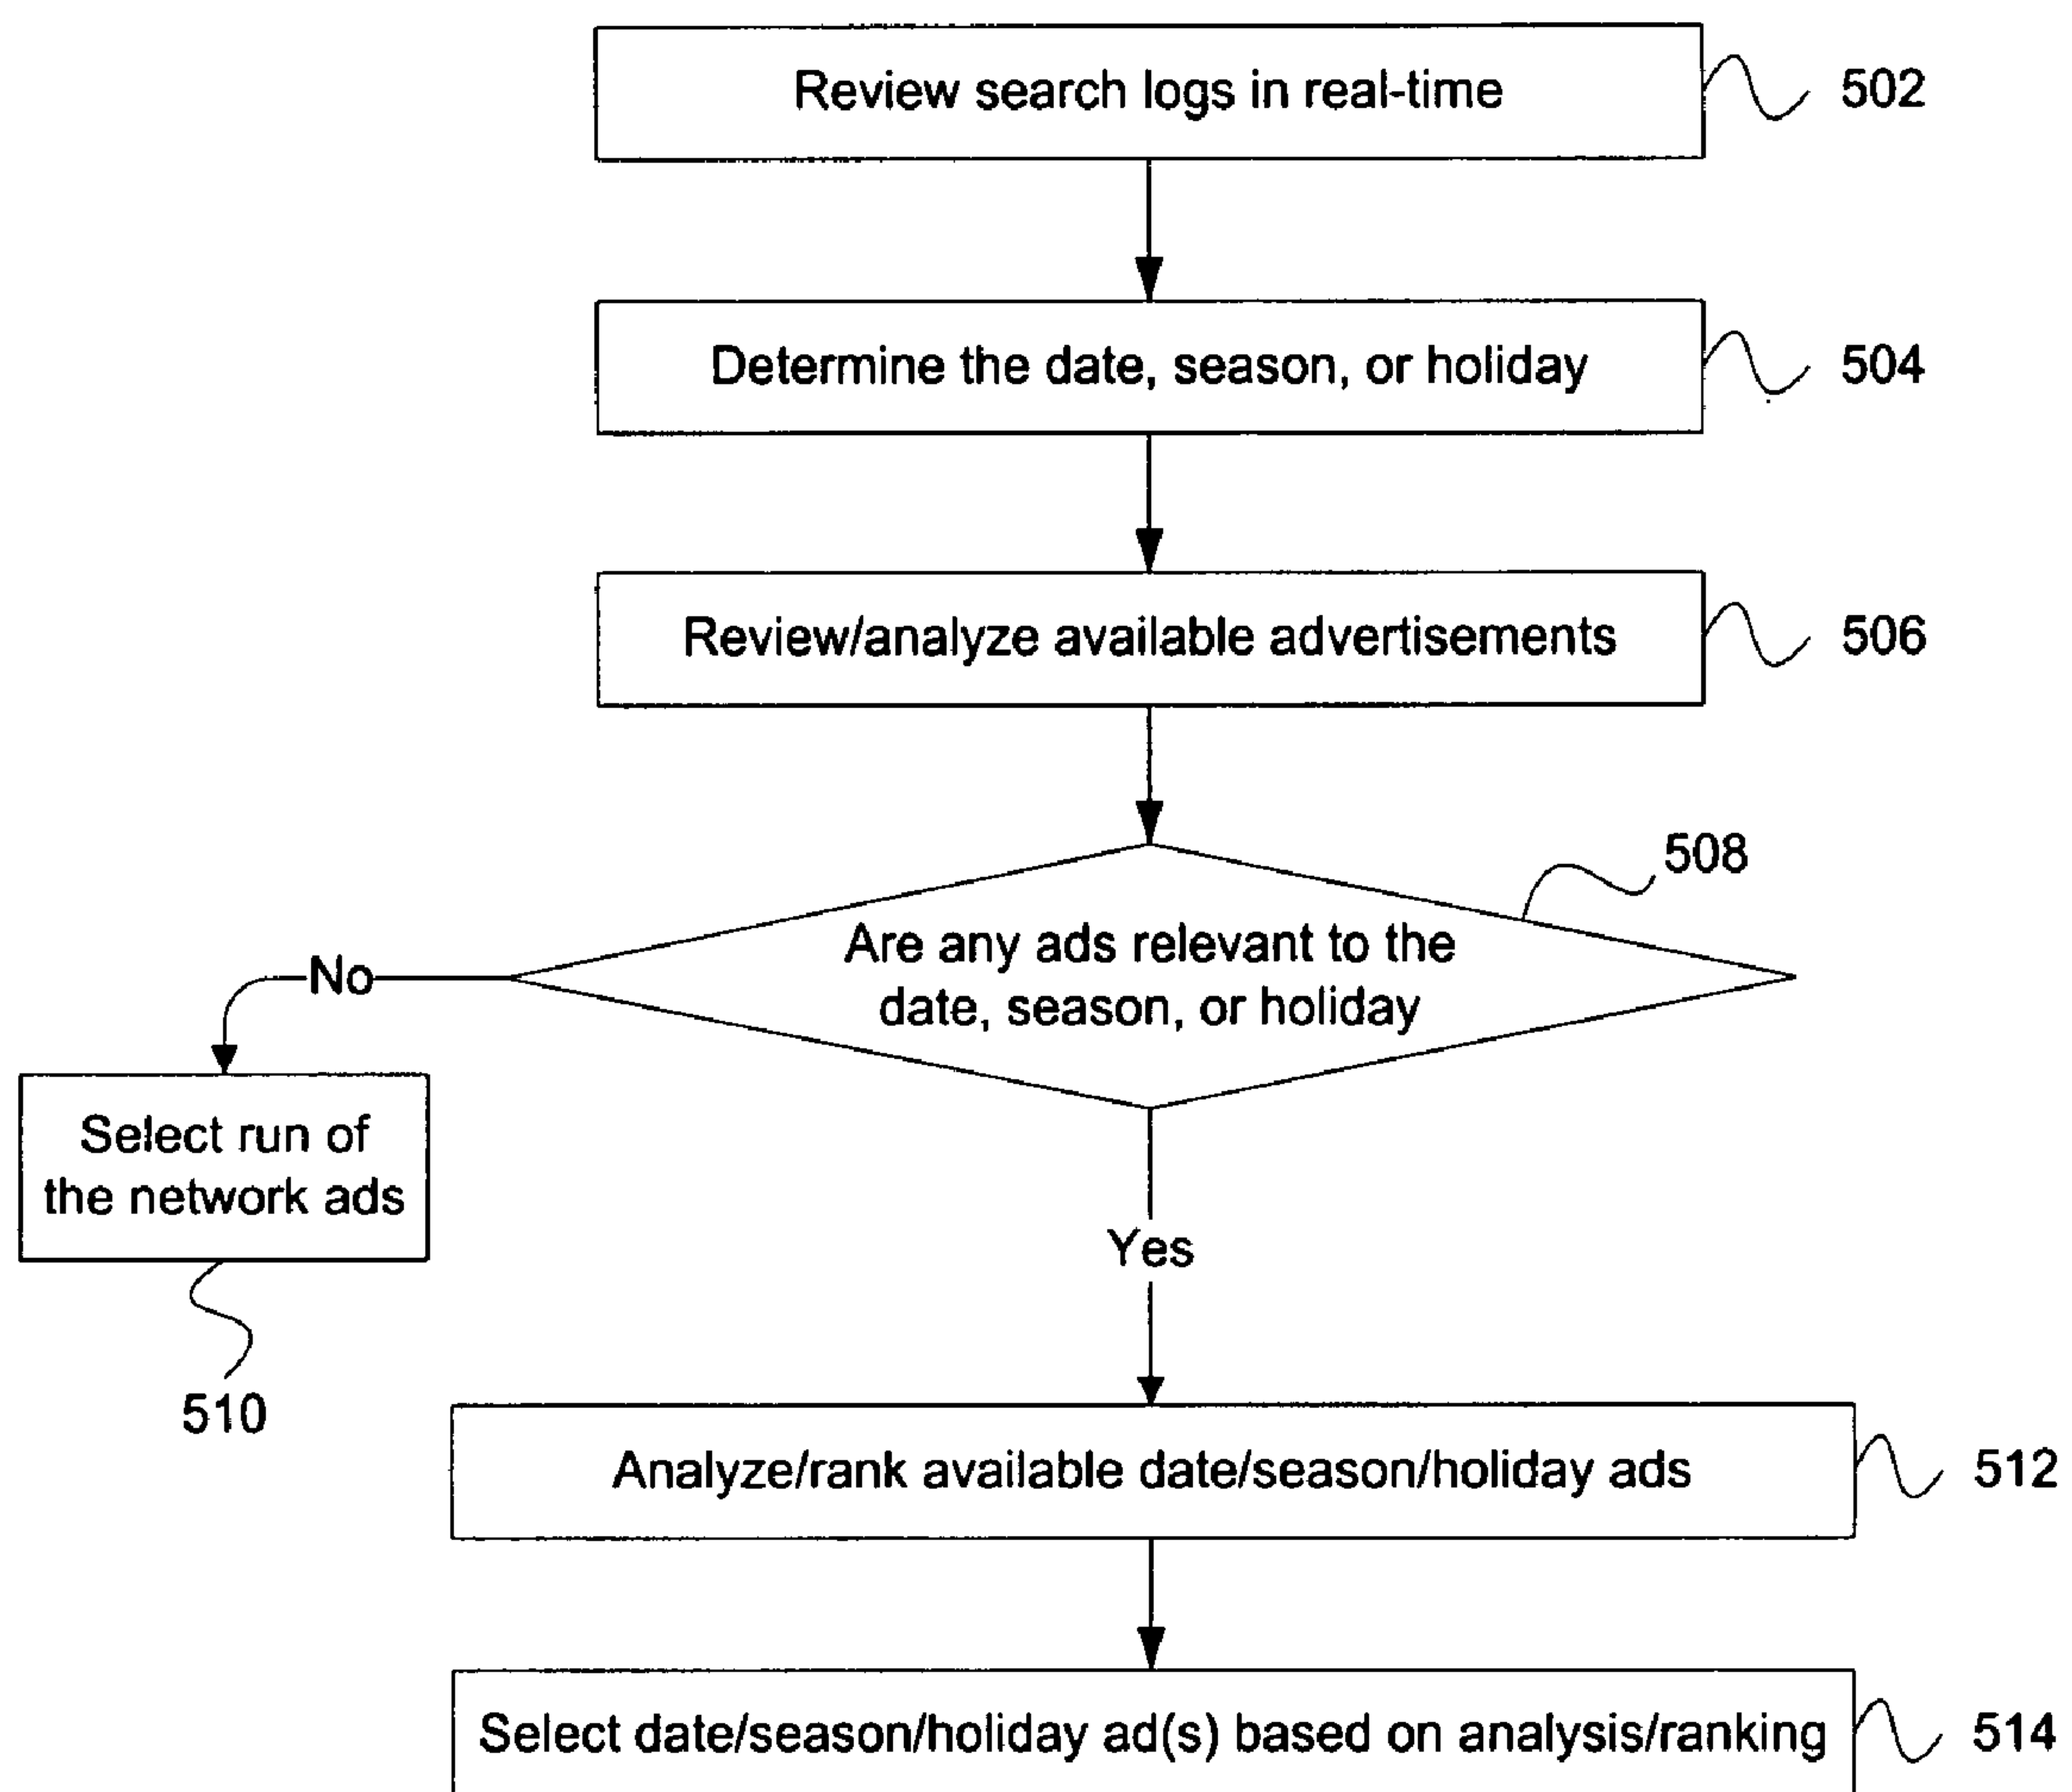 Review search logs in real-time
502
Determine the date, season, or holiday
504
Review/analyze available advertisements
506
508
Are any ads relevant to the
date, season, or holiday
No
Select run of
the network ads
510
Yes
Analyze/rank available date/season/holiday ads
512
Select date/season/holiday ad(s) based on analysis/ranking
514